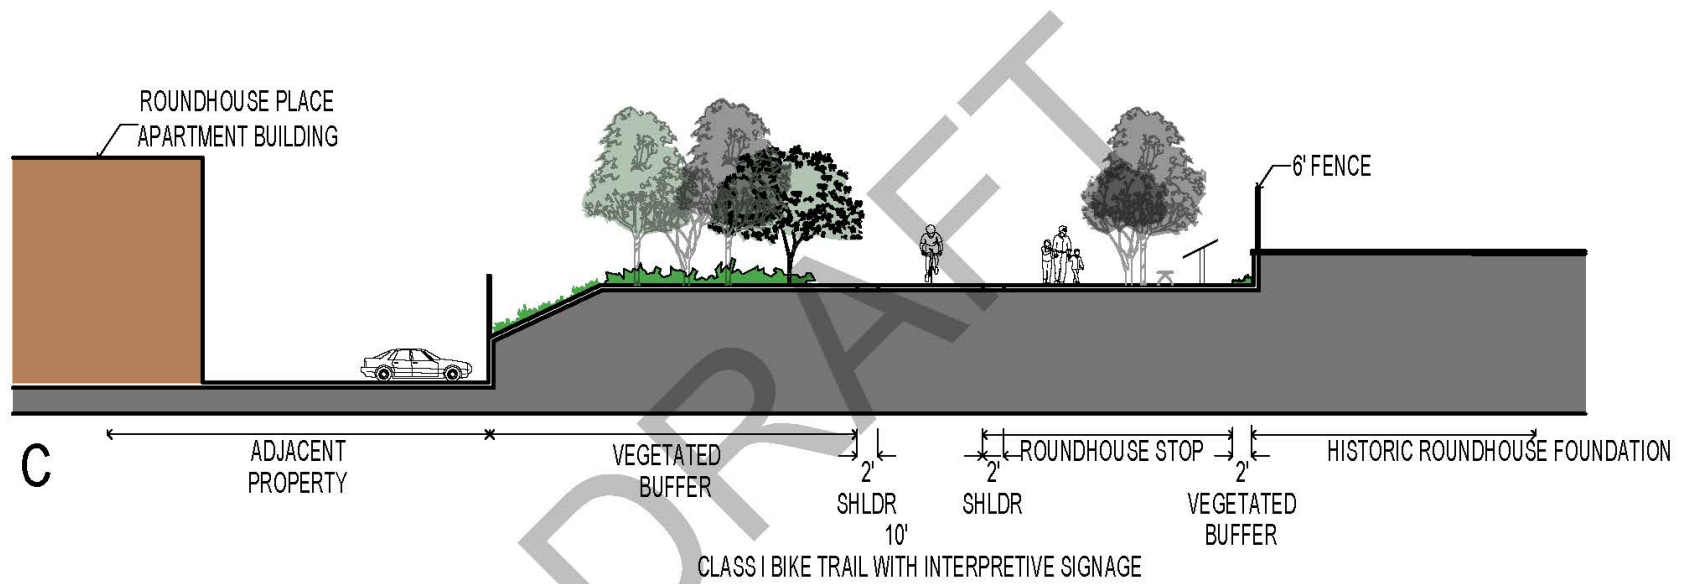 ROUNDHOUSE PLACE
APARTMENT BUILDING
6' FENCE
DRAFT
C
ADJACENT
PROPERTY
VEGETATED
BUFFER
2'
SHLDR
2'
SHLDR
ROUNDHOUSE STOP
2'
VEGETATED
BUFFER
HISTORIC ROUNDHOUSE FOUNDATION
10'
CLASS I BIKE TRAIL WITH INTERPRETIVE SIGNAGE